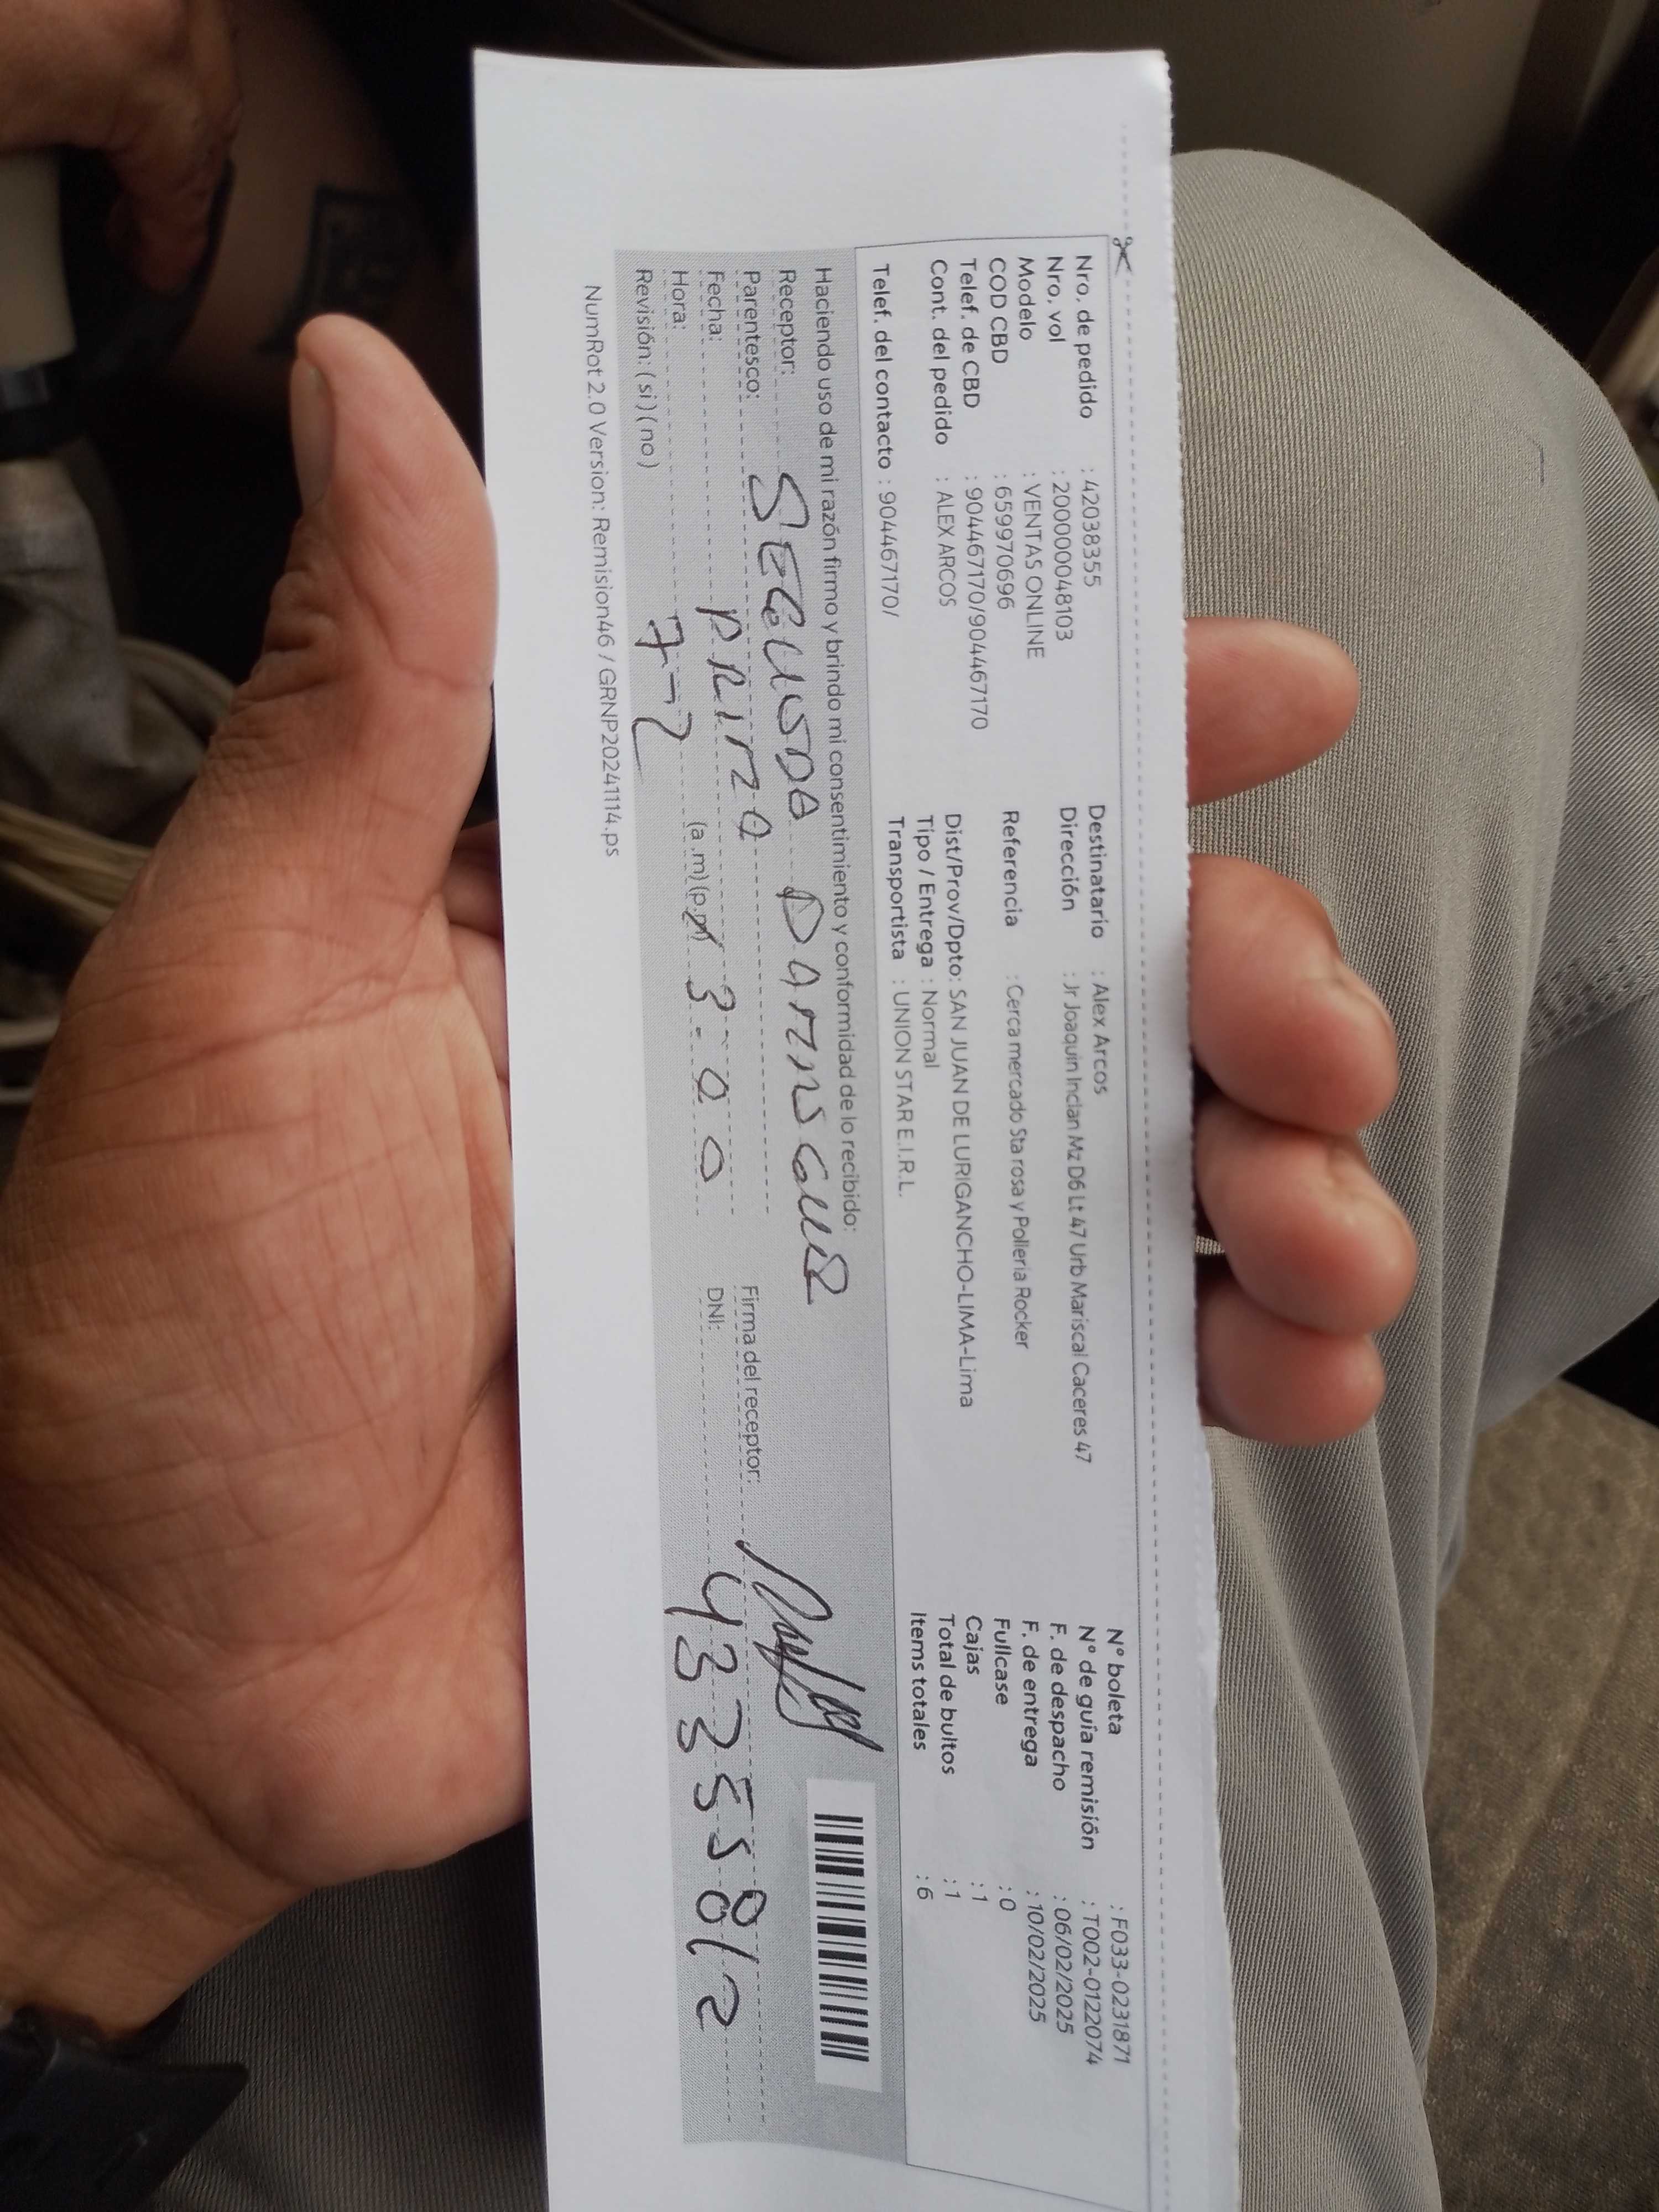 Nro. de pedido : 42038355
Nro. vol : 200000048103
Modelo : VENTAS ONLINE
COD CBD : 659970696
Telef. de CBD : 904467170/904467170
Cont. del pedido : ALEX ARCOS
Telef. del contacto : 904467170/
Destinatario : Alex Arcos
Dirección : Jr Joaquin Inclan Mz D6 Lt 47 Urb Mariscal Caceres 47
Referencia : Cerca mercado Sta rosa y Polleria Rocker
Dist/Prov/Dpto: SAN JUAN DE LURIGANCHO-LIMA-Lima
Tipo / Entrega : Normal
Transportista : UNION STAR E.I.R.L.
N° boleta : F033-0231871
N° de guía remisión : T002-0122074
F. de despacho : 06/02/2025
F. de entrega : 10/02/2025
Fullcase : 0
Cajas : 1
Total de bultos : 1
Items totales : 6
Haciendo uso de mi razón firmo y brindo mi consentimiento y conformidad de lo recibido:
Receptor:
Parentesco: PRIMA
Fecha: 7-2
Hora: (a.m)(p.m) 3-00
Revisión: (si)(no)
Firma del receptor:
DNI:
NumRot 2.0 Version: Remision46 / GRNP20241114.ps